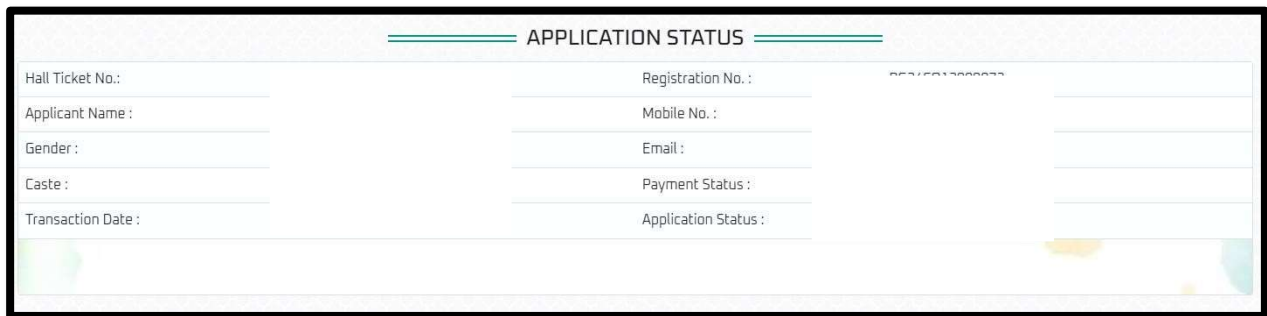 APPLICATION STATUS
Hall Ticket No.: Registration No. :
Applicant Name : Mobile No. :
Gender : Email :
Caste : Payment Status :
Transaction Date : Application Status :